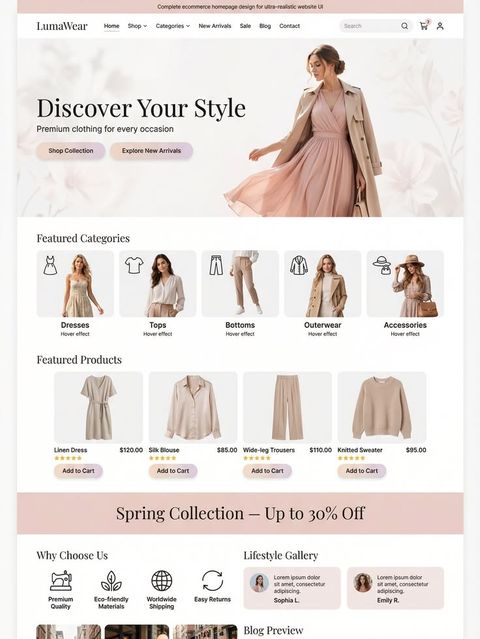 Complete ecommerce homepage design for ultra-realistic website UI
LumaWear
Home
Shop
Categories
New Arrivals
Sale
Blog
Contact
Search
Discover Your Style
Premium clothing for every occasion
Shop Collection
Explore New Arrivals
Featured Categories
Dresses
Hover effect
Tops
Hover effect
Bottoms
Hover effect
Outerwear
Hover effect
Accessories
Hover effect
Featured Products
Linen Dress $120.00
Add to Cart
Silk Blouse $85.00
Add to Cart
Wide-leg Trousers $110.00
Add to Cart
Knitted Sweater $95.00
Add to Cart
Spring Collection — Up to 30% Off
Why Choose Us
Premium
Quality
Eco-friendly
Materials
Worldwide
Shipping
Easy Returns
Lifestyle Gallery
Lorem ipsum dolor
sit amet, consectetur
adipiscing.
Sophia L.
Lorem ipsum dolor
sit amet, consectetur
adipiscing.
Emily R.
Blog Preview